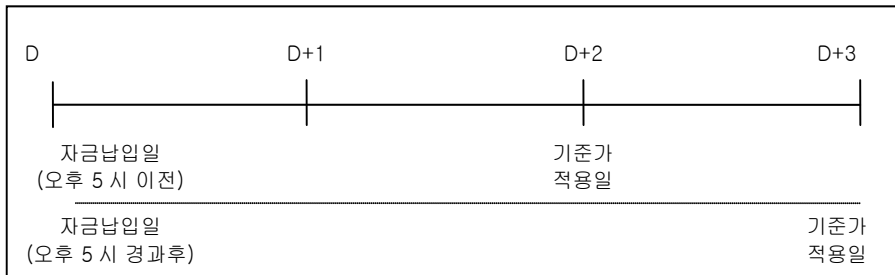 D D+1 D+2 D+3
자금납입일 기준가
(오후 5 시 이전) 적용일
자금납입일 기준가
(오후 5 시 경과후) 적용일